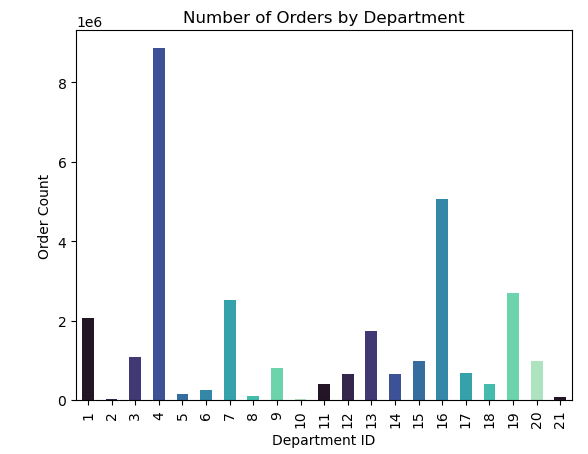 Number of Orders by Department
1e6
8
6
4
2
0
Order Count
1 2 3 4 5 6 7 8 9 10 11 12 13 14 15 16 17 18 19 20 21
Department ID